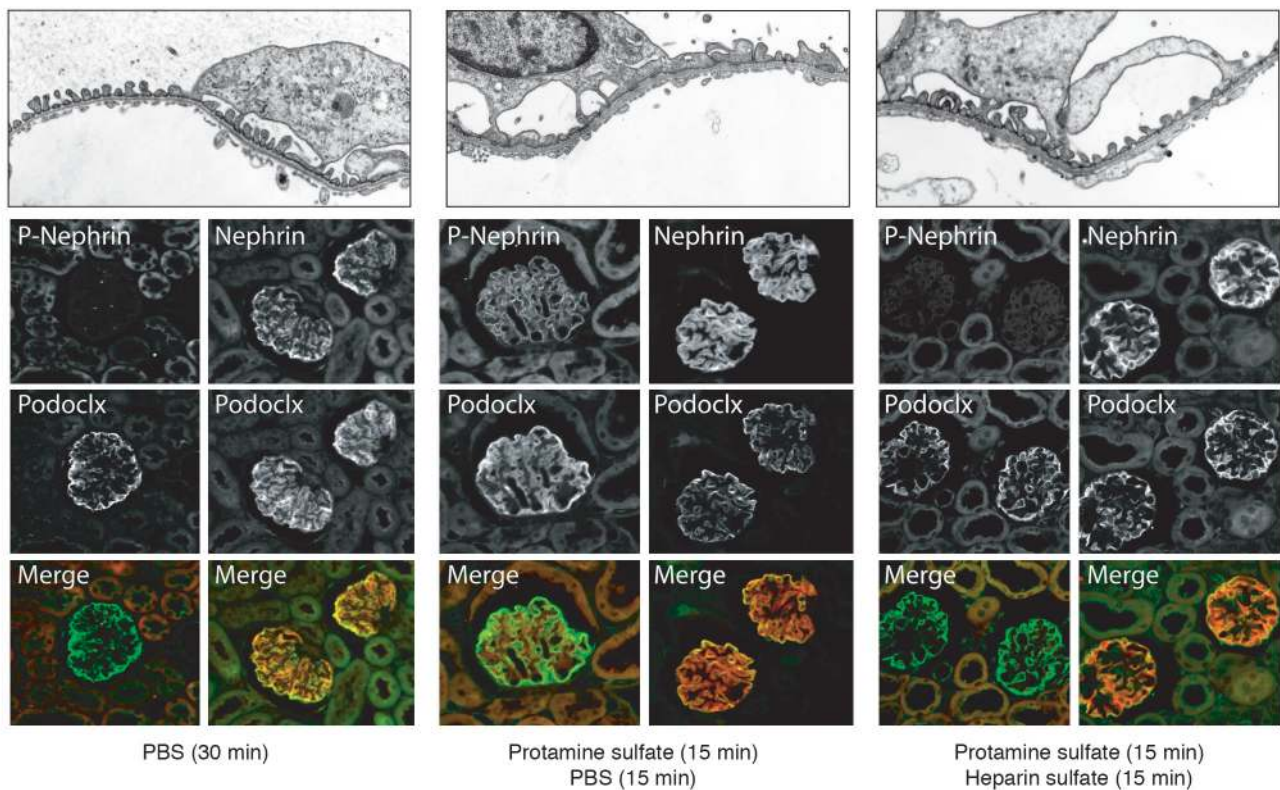 P-Nephrin
Nephrin
P-Nephrin
Nephrin
P-Nephrin
Nephrin
Podoclx
Podoclx
Podoclx
Podoclx
Podoclx
Podoclx
Merge
Merge
Merge
Merge
Merge
Merge
PBS (30 min)
Protamine sulfate (15 min)
PBS (15 min)
Protamine sulfate (15 min)
Heparin sulfate (15 min)